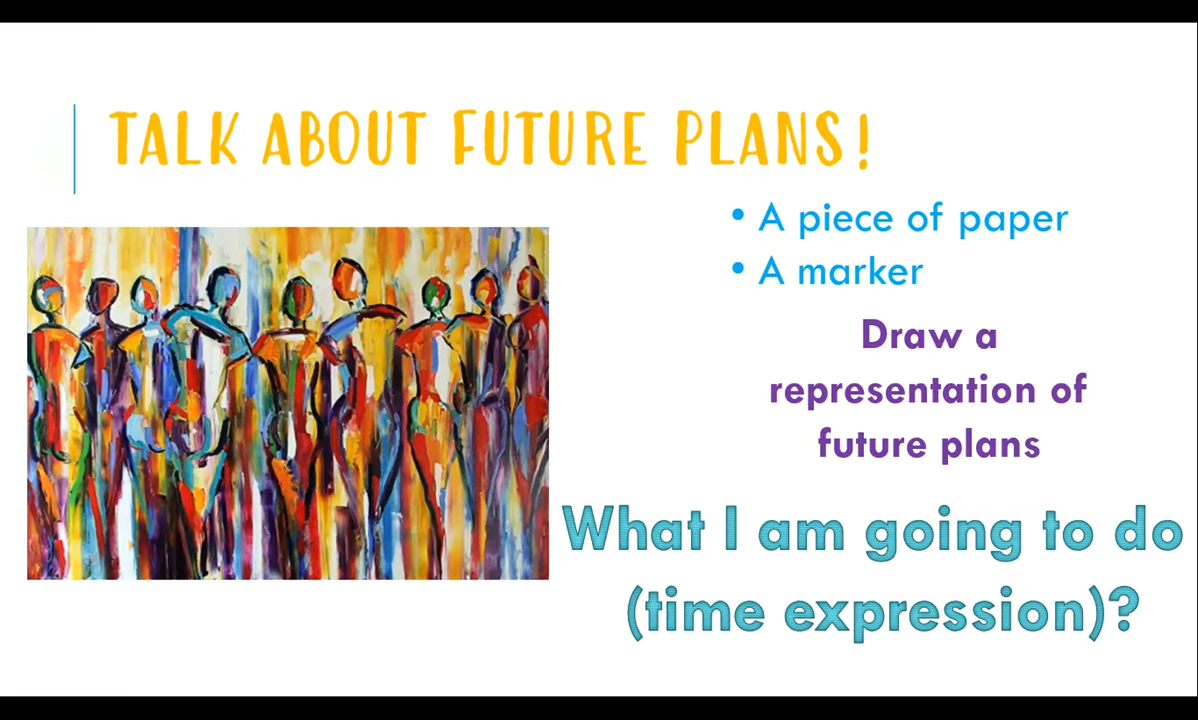 TALK ABOUT FUTURE PLANS!
• A piece of paper
• A marker
Draw a
representation of
future plans
What I am going to do
(time expression)?